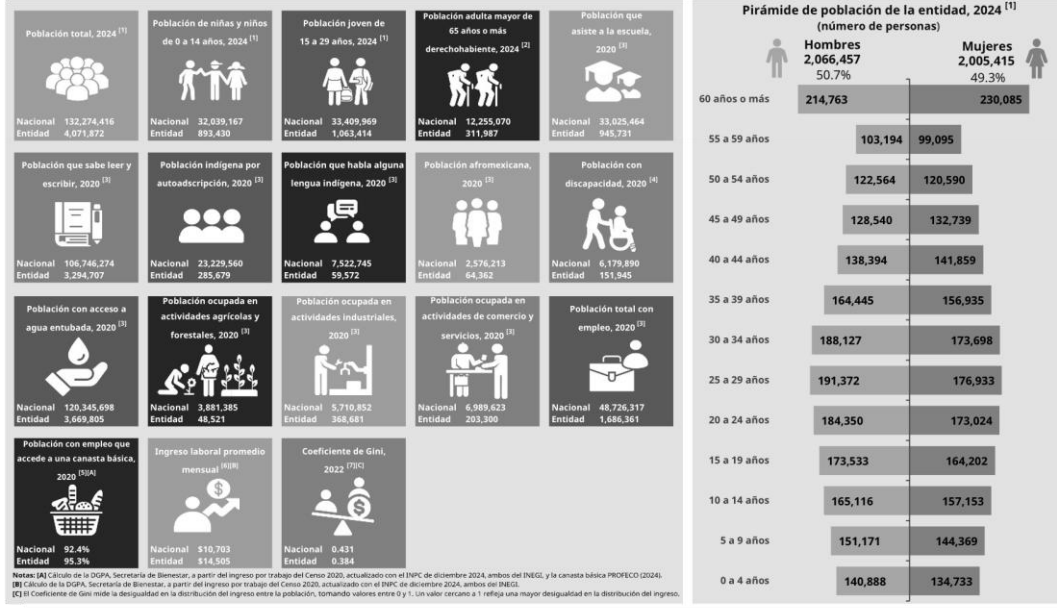 Población total, 2024 [1]
Nacional 132,274,416
Entidad 4,071,872
Población de niñas y niños
de 0 a 14 años, 2024 [1]
Nacional 32,039,167
Entidad 893,430
Población joven de
15 a 29 años, 2024 [1]
Nacional 33,409,969
Entidad 1,063,414
Población adulta mayor de
65 años o más
derechohabiente, 2024 [2]
Nacional 12,255,070
Entidad 311,987
Población que
asiste a la escuela,
2020 [3]
Nacional 33,025,464
Entidad 945,731
Población que sabe leer y
escribir, 2020 [3]
Nacional 106,746,274
Entidad 3,294,707
Población indígena por
autoadscripción, 2020 [3]
Nacional 23,229,560
Entidad 285,679
Población que habla alguna
lengua indígena, 2020 [3]
Nacional 7,522,745
Entidad 59,572
Población afromexicana,
2020 [3]
Nacional 2,576,213
Entidad 64,362
Población con
discapacidad, 2020 [4]
Nacional 6,179,890
Entidad 151,945
Población con acceso a
agua entubada, 2020 [3]
Nacional 120,345,698
Entidad 3,669,805
Población ocupada en
actividades agrícolas y
forestales, 2020 [3]
Nacional 3,881,385
Entidad 48,521
Población ocupada en
actividades industriales,
2020 [3]
Nacional 5,710,852
Entidad 368,681
Población ocupada en
actividades de comercio y
servicios, 2020 [3]
Nacional 6,989,623
Entidad 203,300
Población total con
empleo, 2020 [3]
Nacional 48,726,317
Entidad 1,686,361
Población con empleo que
accede a una canasta básica,
2020 [5][A]
Nacional 92.4%
Entidad 95.3%
Ingreso laboral promedio
mensual [6][B]
Nacional $10,703
Entidad $14,505
Coeficiente de Gini,
2022 [7][C]
Nacional 0.431
Entidad 0.384
Notas: [A] Cálculo de la DGPA, Secretaría de Bienestar, a partir del ingreso por trabajo del Censo 2020, actualizado con el INPC de diciembre 2024, ambos del INEGI, y la canasta básica PROFECO (2024).
[B] Cálculo de la DGPA, Secretaría de Bienestar, a partir del ingreso por trabajo del Censo 2020, actualizado con el INPC de diciembre 2024, ambos del INEGI.
[C] El Coeficiente de Gini mide la desigualdad en la distribución del ingreso entre la población, tomando valores entre 0 y 1. Un valor cercano a 1 refleja una mayor desigualdad en la distribución del ingreso.
Pirámide de población de la entidad, 2024 [1]
(número de personas)
Hombres
2,066,457
50.7%
Mujeres
2,005,415
49.3%
60 años o más 214,763 230,085
55 a 59 años 103,194 99,095
50 a 54 años 122,564 120,590
45 a 49 años 128,540 132,739
40 a 44 años 138,394 141,859
35 a 39 años 164,445 156,935
30 a 34 años 188,127 173,698
25 a 29 años 191,372 176,933
20 a 24 años 184,350 173,024
15 a 19 años 173,533 164,202
10 a 14 años 165,116 157,153
5 a 9 años 151,171 144,369
0 a 4 años 140,888 134,733